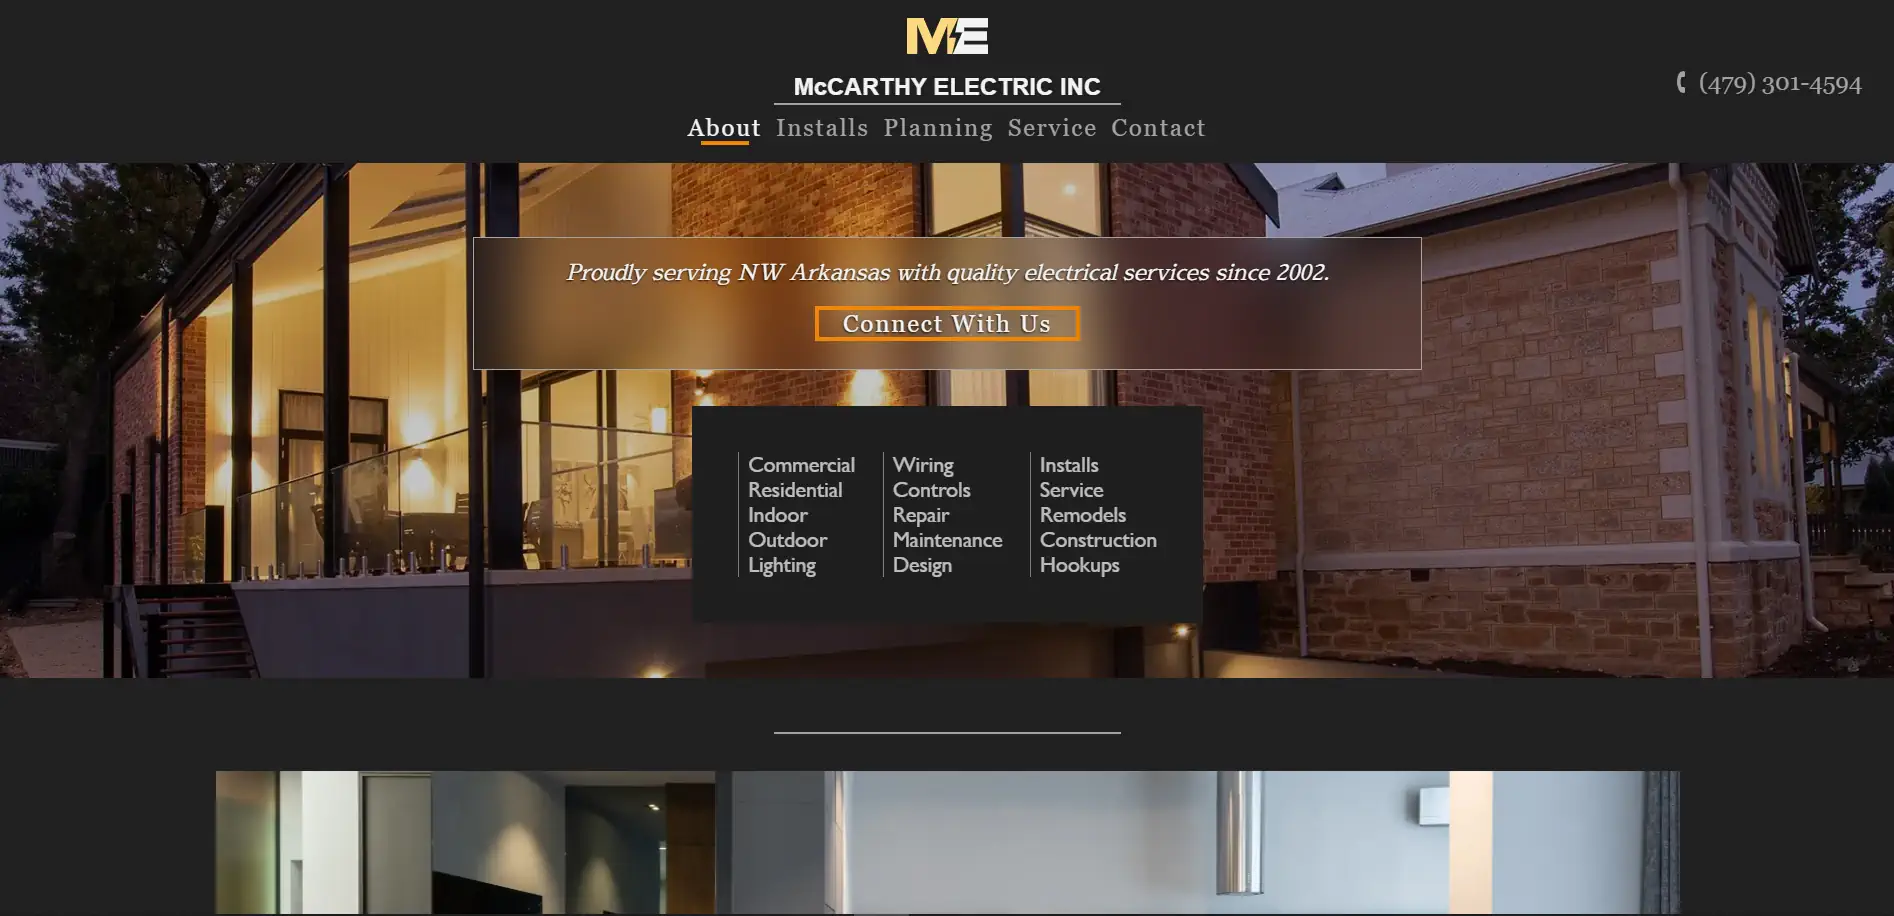 ME
McCARTHY ELECTRIC INC
(479) 301-4594
About Installs Planning Service Contact
Proudly serving NW Arkansas with quality electrical services since 2002.
Connect With Us
Commercial
Residential
Indoor
Outdoor
Lighting
Wiring
Controls
Repair
Maintenance
Design
Installs
Service
Remodels
Construction
Hookups